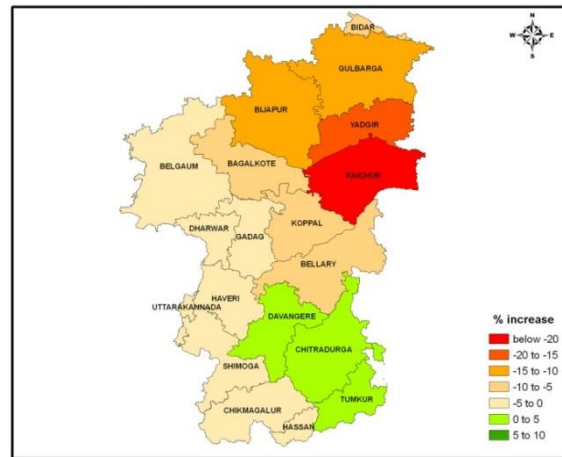 BIDAR
N
W E
S
GULBARGA
BIJAPUR
YADGIR
BELGAUM
BAGALKOTE
RAICHUR
KOPPAL
DHARWAR
GADAG
BELLARY
HAVERI
UTTARAKANNADA
DAVANGERE
CHITRADURGA
SHIMOGA
CHIKMAGALUR
TUMKUR
HASSAN
% increase
below -20
-20 to -15
-15 to -10
-10 to -5
-5 to 0
0 to 5
5 to 10